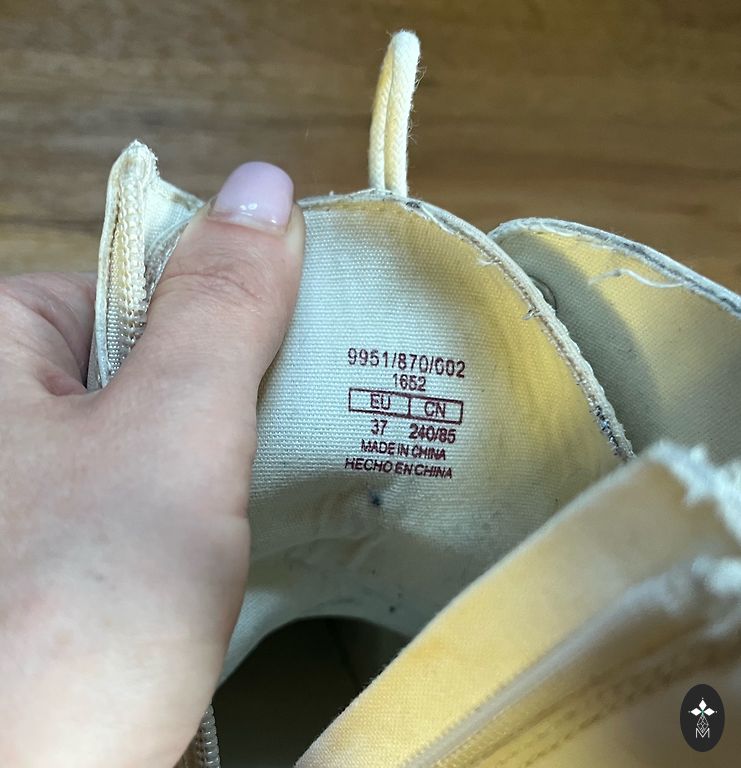 9951/870/002
1652
EU CN
37 240/85
MADE IN CHINA
HECHO EN CHINA
M